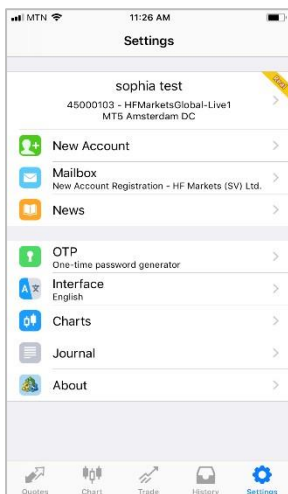 MTN 11:26 AM
Settings
Real
sophia test
45000103 - HFMarketsGlobal-Live1
MT5 Amsterdam DC
New Account
Mailbox
New Account Registration - HF Markets (SV) Ltd.
News
OTP
One-time password generator
Interface
English
Charts
Journal
About
Quotes Chart Trade History Settings